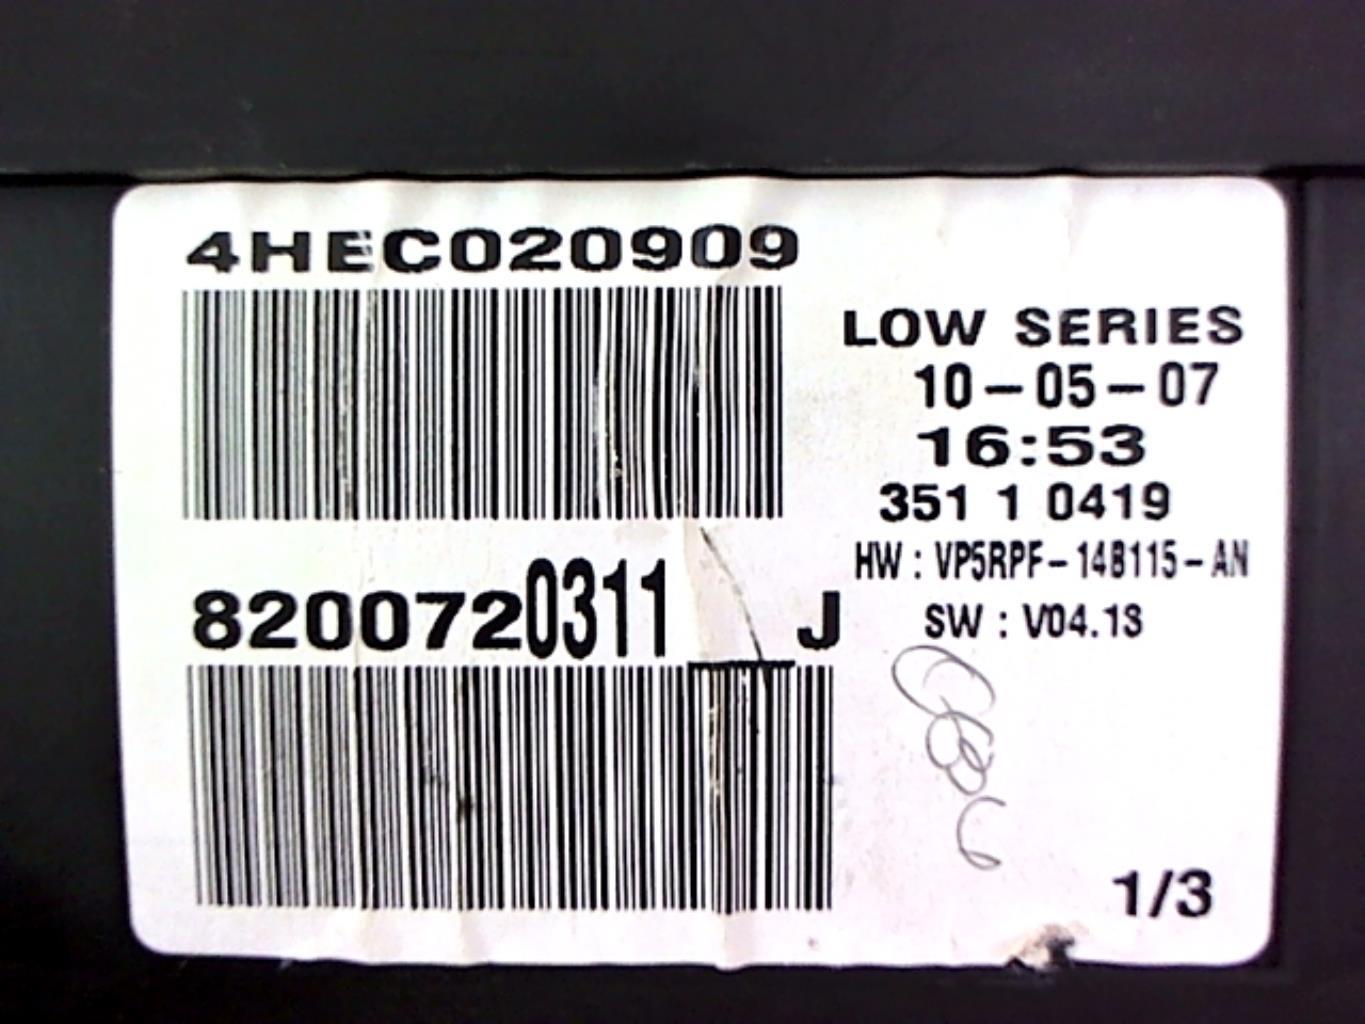 4HEC020909
LOW SERIES
10-05-07
16:53
351 1 0419
HW : VP5RPF-14B115-AN
SW : V04.13
8200720311__J
1/3